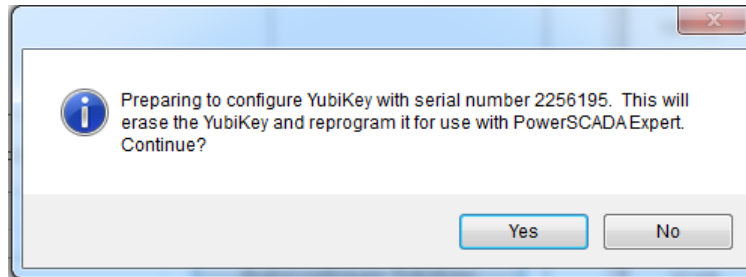 Preparing to configure YubiKey with serial number 2256195. This will
erase the YubiKey and reprogram it for use with PowerSCADA Expert.
Continue?
Yes
No